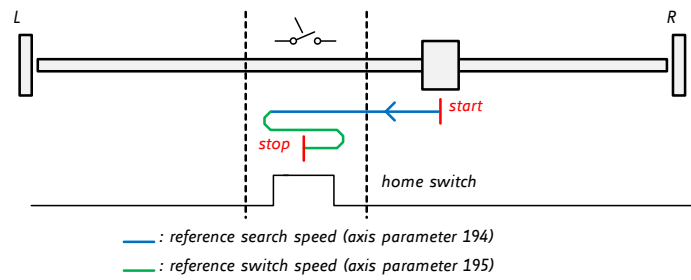 L
R
start
stop
home switch
: reference search speed (axis parameter 194)
: reference switch speed (axis parameter 195)